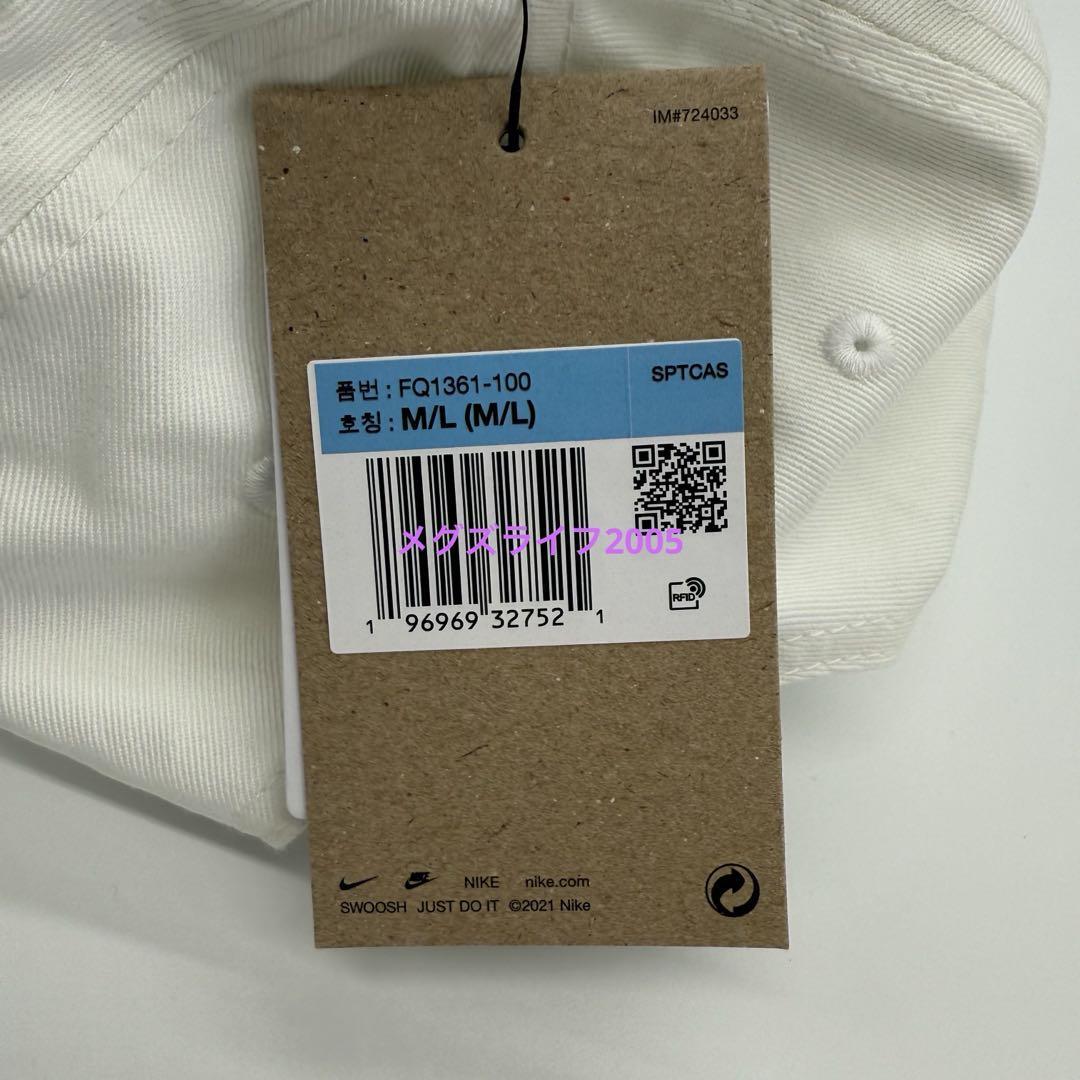 IM#724033
품번 : FQ1361-100
SPTCAS
호칭 : M/L (M/L)
メグズライフ2005
1 96969 32752 1
RFID
NIKE nike.com
SWOOSH JUST DO IT ©2021 Nike